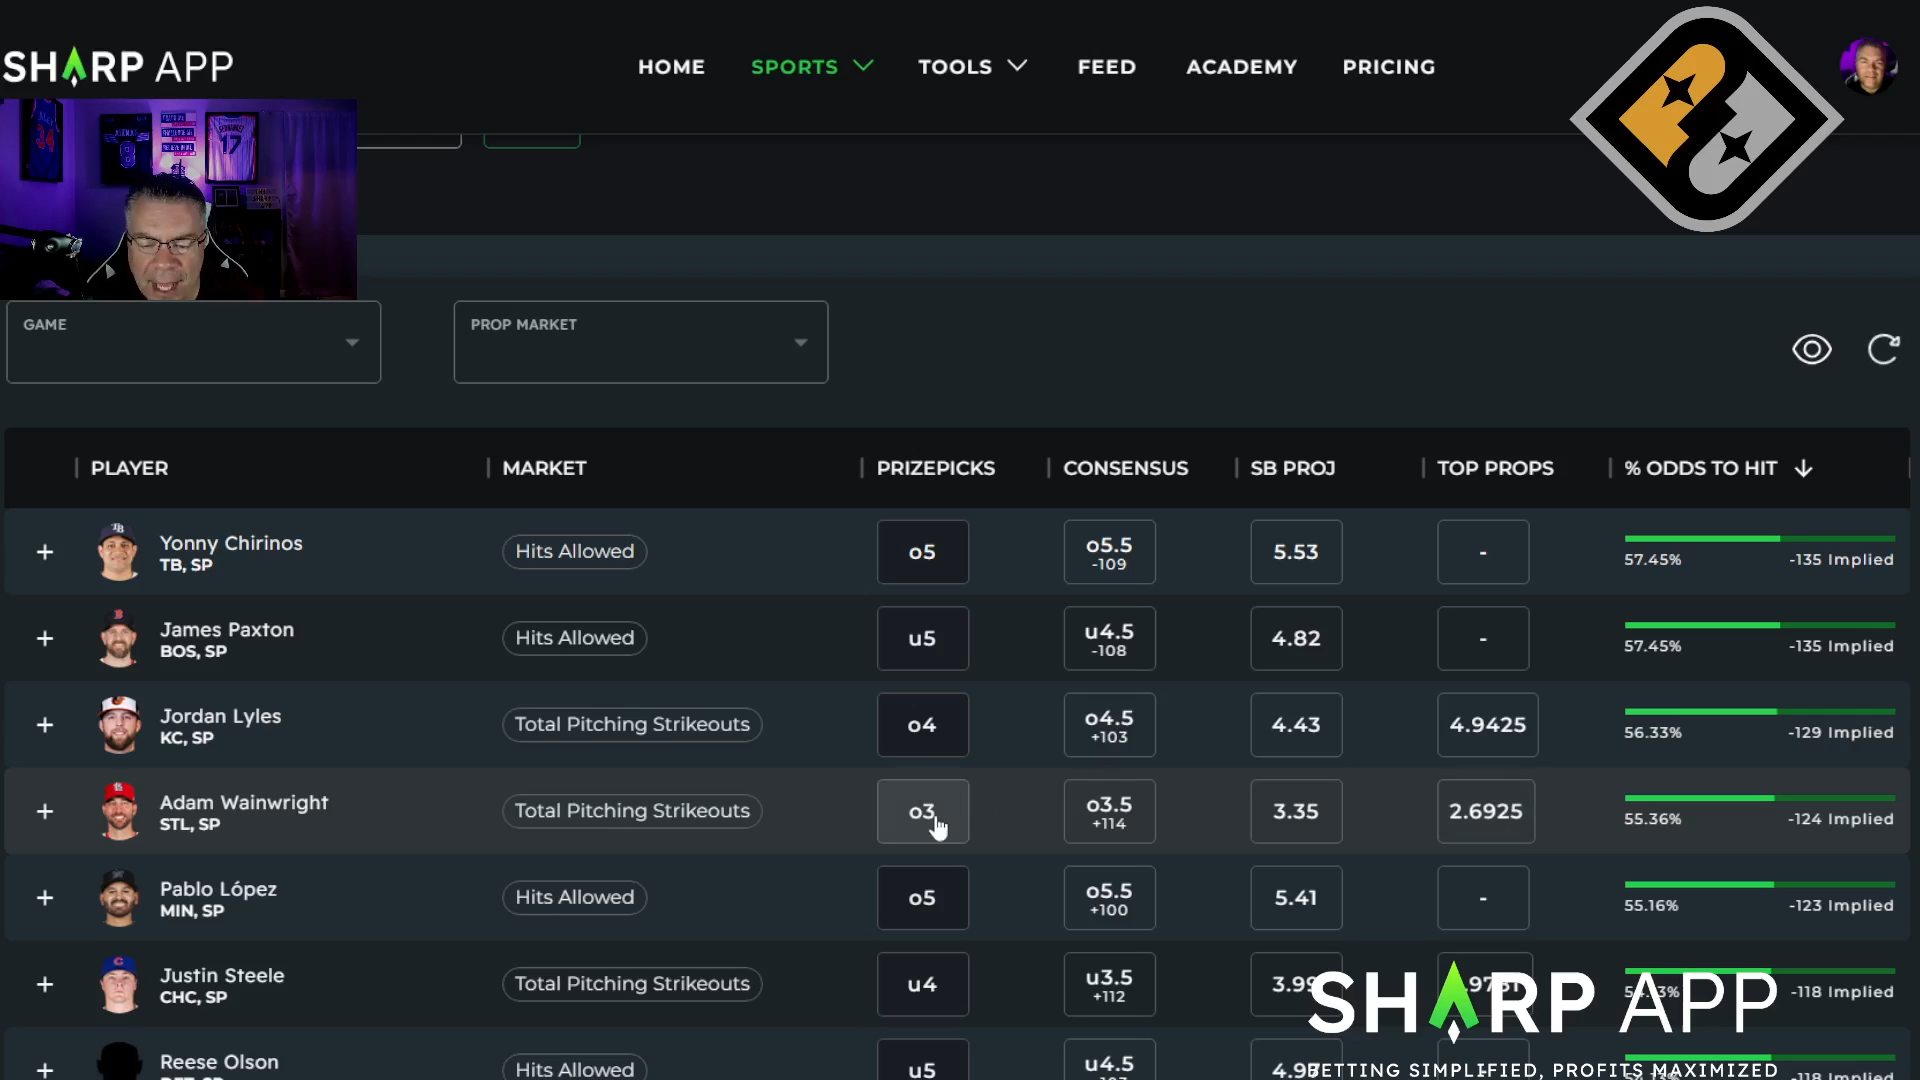 SHARP APP
HOME
SPORTS
TOOLS
FEED
ACADEMY
PRICING
34
8
17
GAME
PROP MARKET
PLAYER
MARKET
PRIZEPICKS
CONSENSUS
SB PROJ
TOP PROPS
% ODDS TO HIT
+
Yonny Chirinos
TB, SP
Hits Allowed
o5
o5.5
-109
5.53
-
57.45%
-135 Implied
+
James Paxton
BOS, SP
Hits Allowed
u5
u4.5
-108
4.82
-
57.45%
-135 Implied
+
Jordan Lyles
KC, SP
Total Pitching Strikeouts
o4
o4.5
+103
4.43
4.9425
56.33%
-129 Implied
+
Adam Wainwright
STL, SP
Total Pitching Strikeouts
o3
o3.5
+114
3.35
2.6925
55.36%
-124 Implied
+
Pablo López
MIN, SP
Hits Allowed
o5
o5.5
+100
5.41
-
55.16%
-123 Implied
+
Justin Steele
CHC, SP
Total Pitching Strikeouts
u4
u3.5
+112
-118 Implied
SHARP APP
+
Reese Olson
Hits Allowed
u5
u4.5
BETTING SIMPLIFIED, PROFITS MAXIMIZED